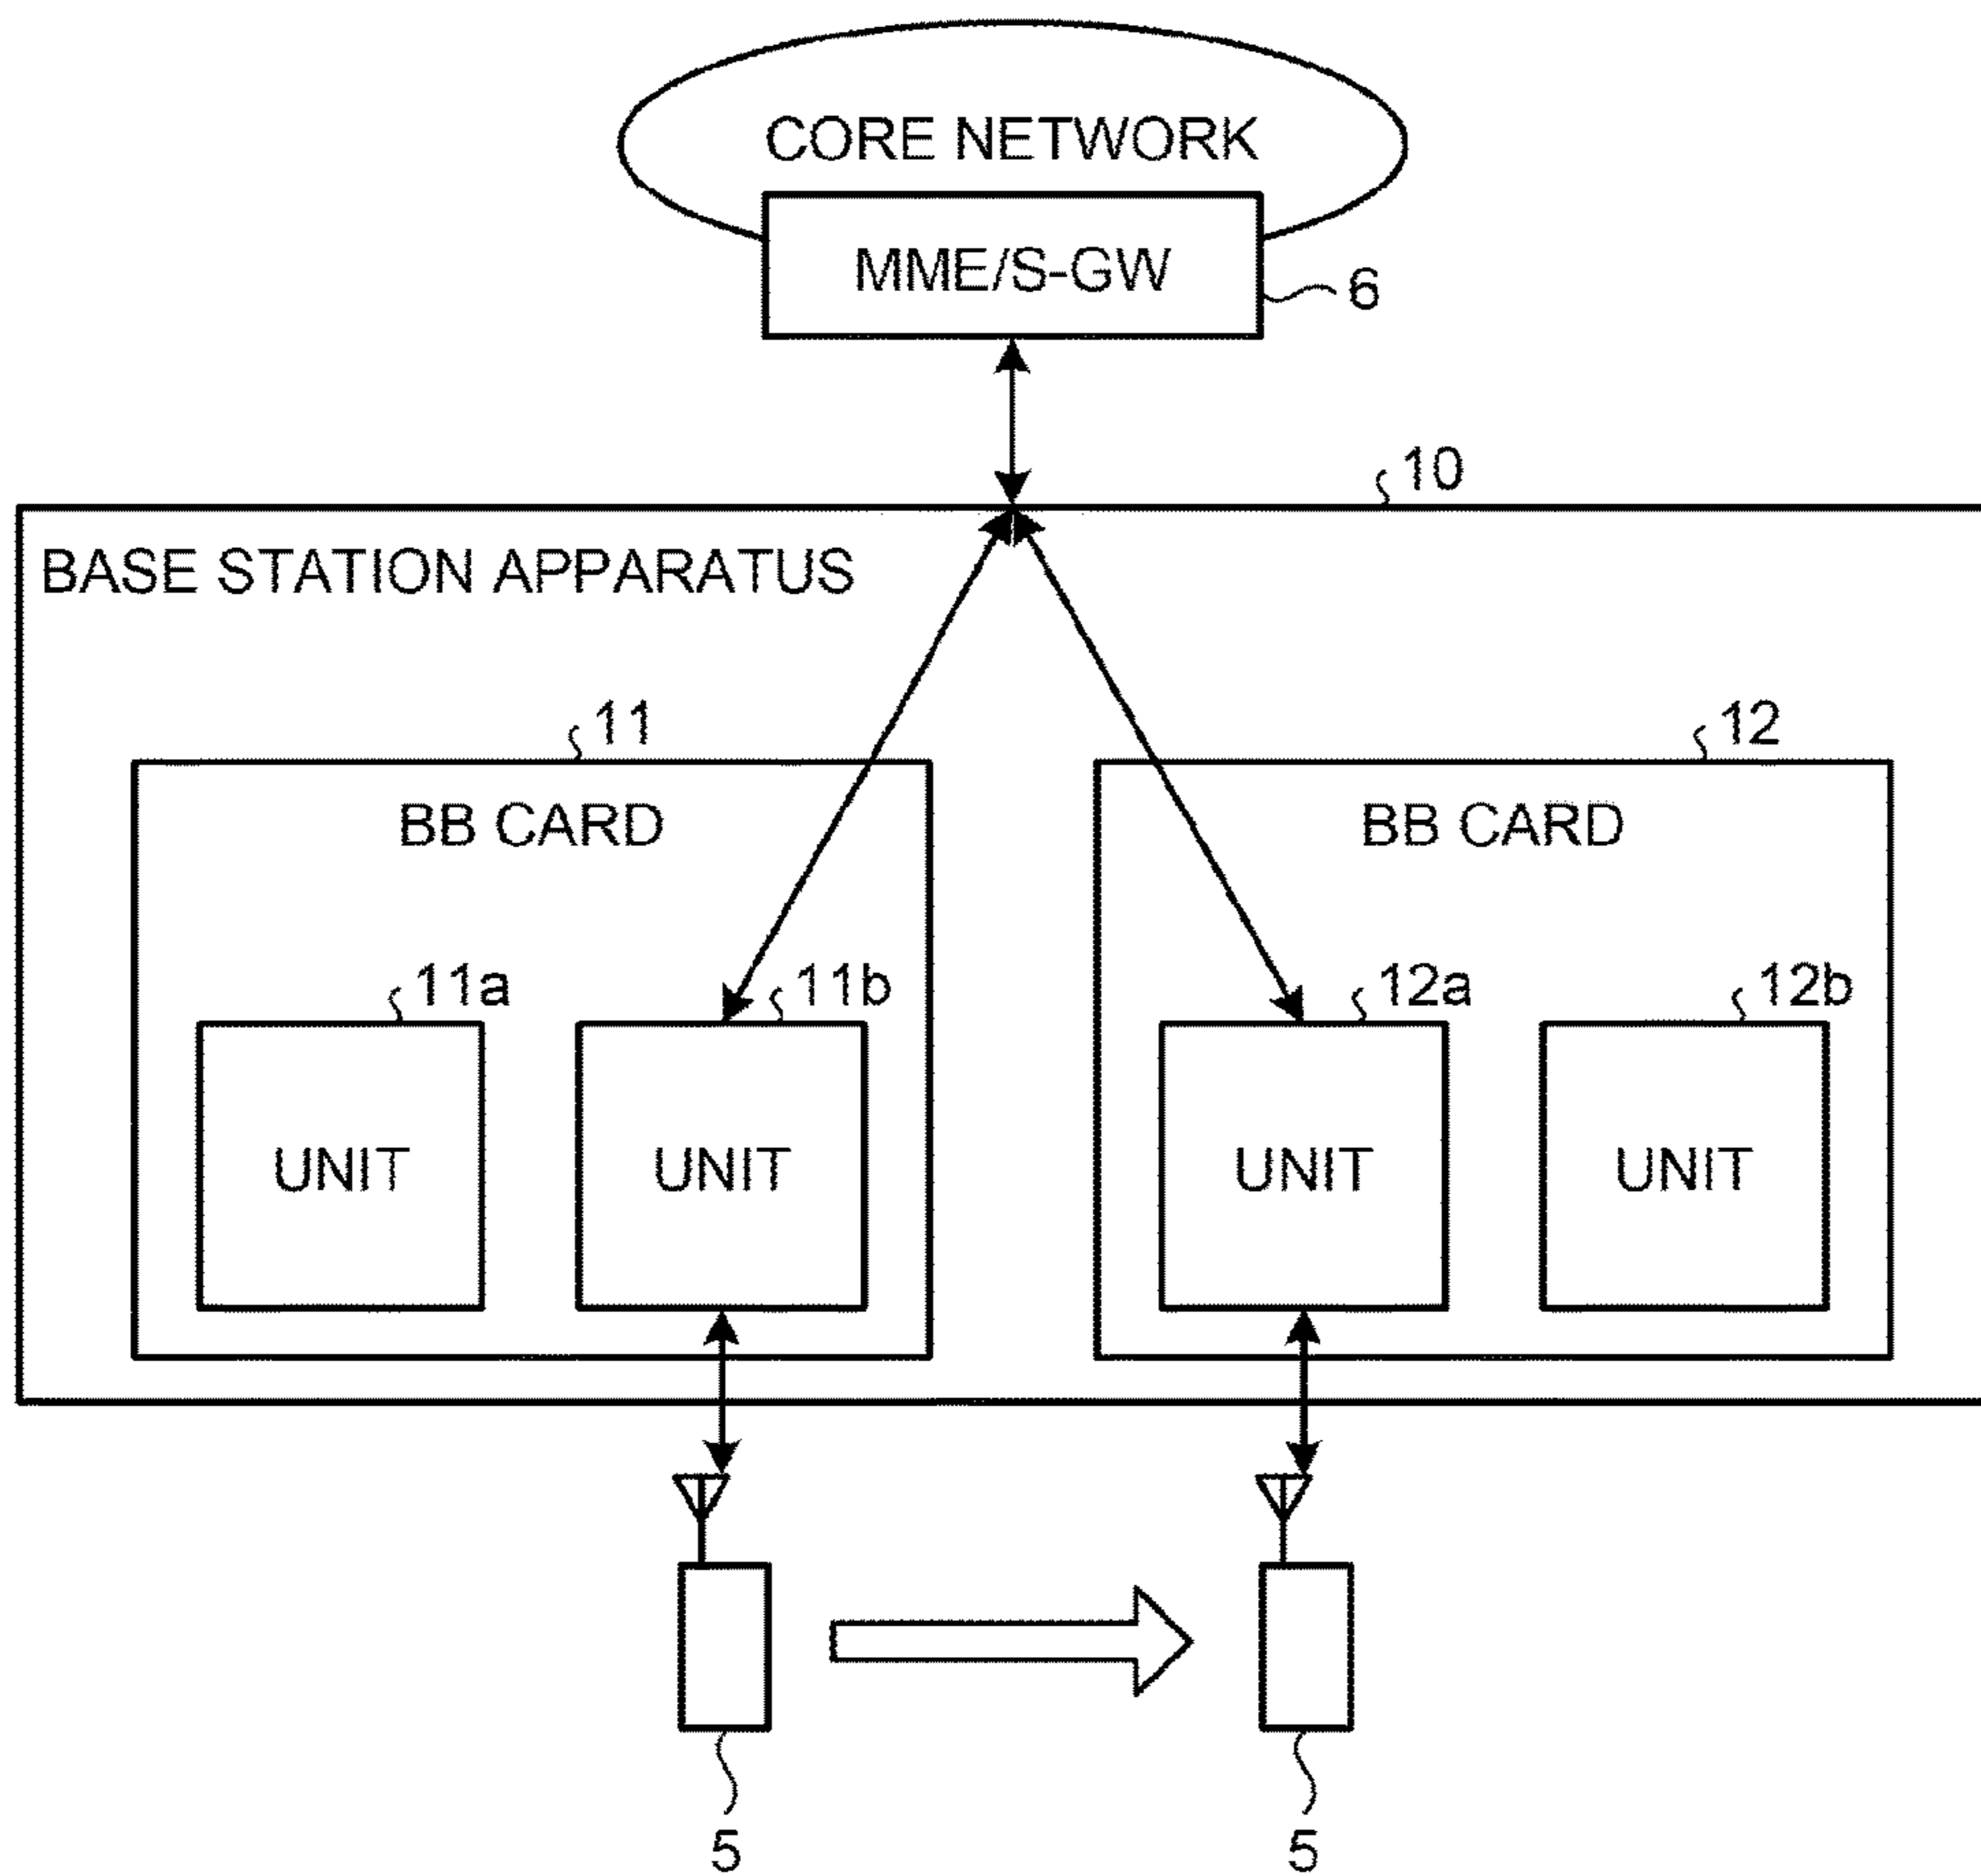 CORE NETWORK
MME/S-GW
6
10
BASE STATION APPARATUS
11
12
BB CARD
BB CARD
11a
11b
12a
12b
UNIT
UNIT
UNIT
UNIT
5
5